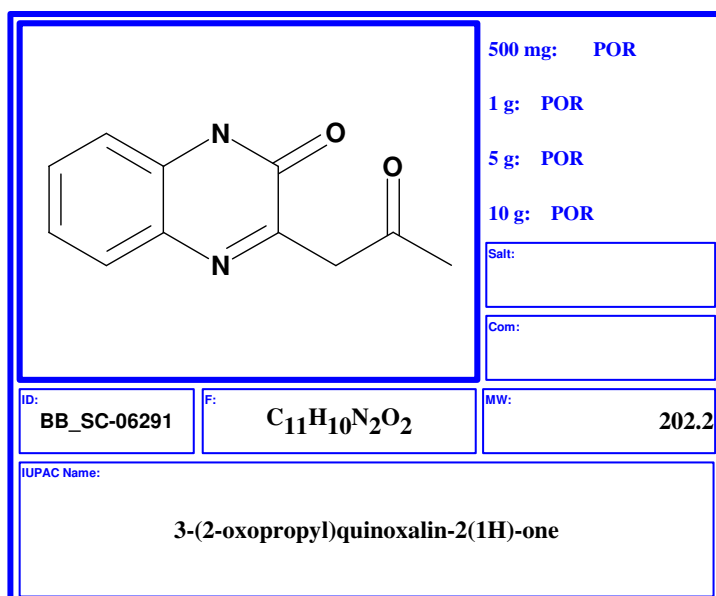 500 mg: POR
1 g: POR
5 g: POR
10 g: POR
N
O
O
N
Salt:
Com:
ID:
BB_SC-06291
F:
C11H10N2O2
MW:
202.2
IUPAC Name:
3-(2-oxopropyl)quinoxalin-2(1H)-one